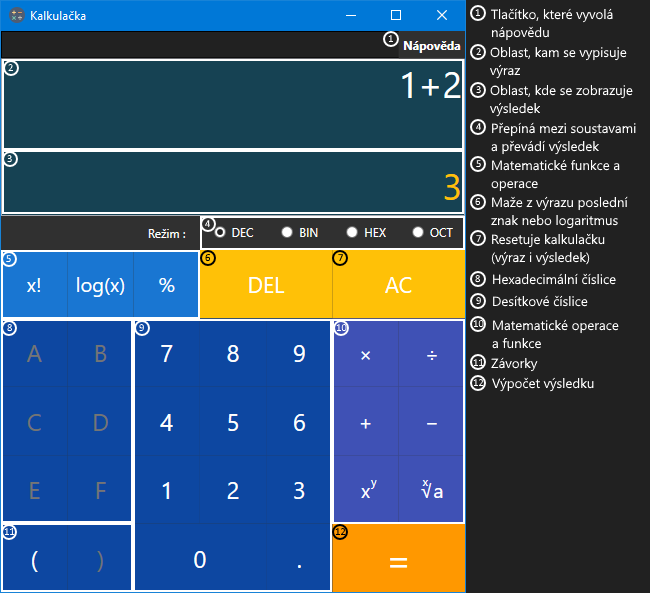 Kalkulačka
1 Nápověda
2
1+2
3
3
Režim :
4 DEC BIN HEX OCT
5 6 7
x! log(x) % DEL AC
8 9 10
A B 7 8 9 × ÷
C D 4 5 6 + −
E F 1 2 3 xʸ ˣ√a
11 12
( ) 0 . =
1 Tlačítko, které vyvolá
nápovědu
2 Oblast, kam se vypisuje
výraz
3 Oblast, kde se zobrazuje
výsledek
4 Přepíná mezi soustavami
a převádí výsledek
5 Matematické funkce a
operace
6 Maže z výrazu poslední
znak nebo logaritmus
7 Resetuje kalkulačku
(výraz i výsledek)
8 Hexadecimální číslice
9 Desítkové číslice
10 Matematické operace
a funkce
11 Závorky
12 Výpočet výsledku